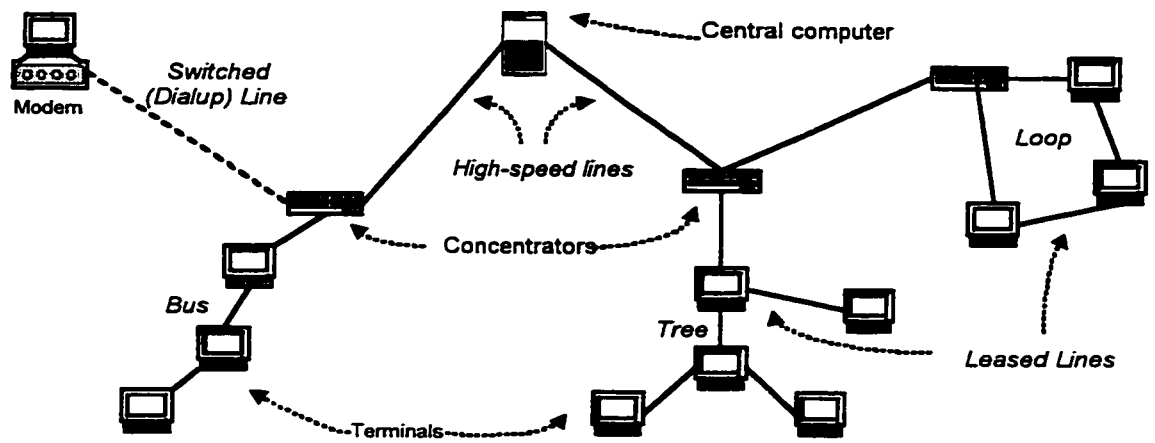 Central computer
Switched
(Dialup) Line
Modem
Loop
High-speed lines
Concentrators
Bus
Tree
Leased Lines
Terminals